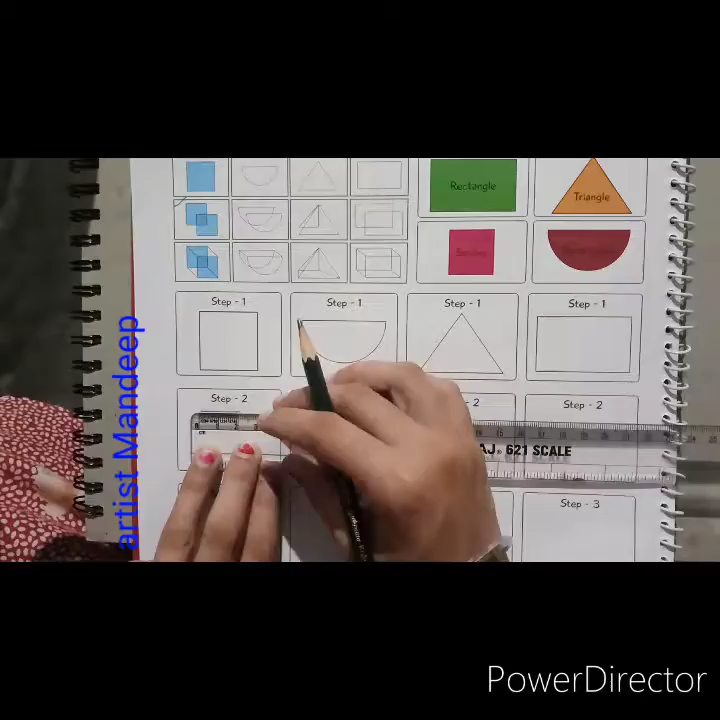 Rectangle
Triangle
Step - 1
Step - 1
Step - 1
Step - 1
Step - 2
2
Step - 2
AJ® 621 SCALE
Step - 3
artist Mandeep
PowerDirector